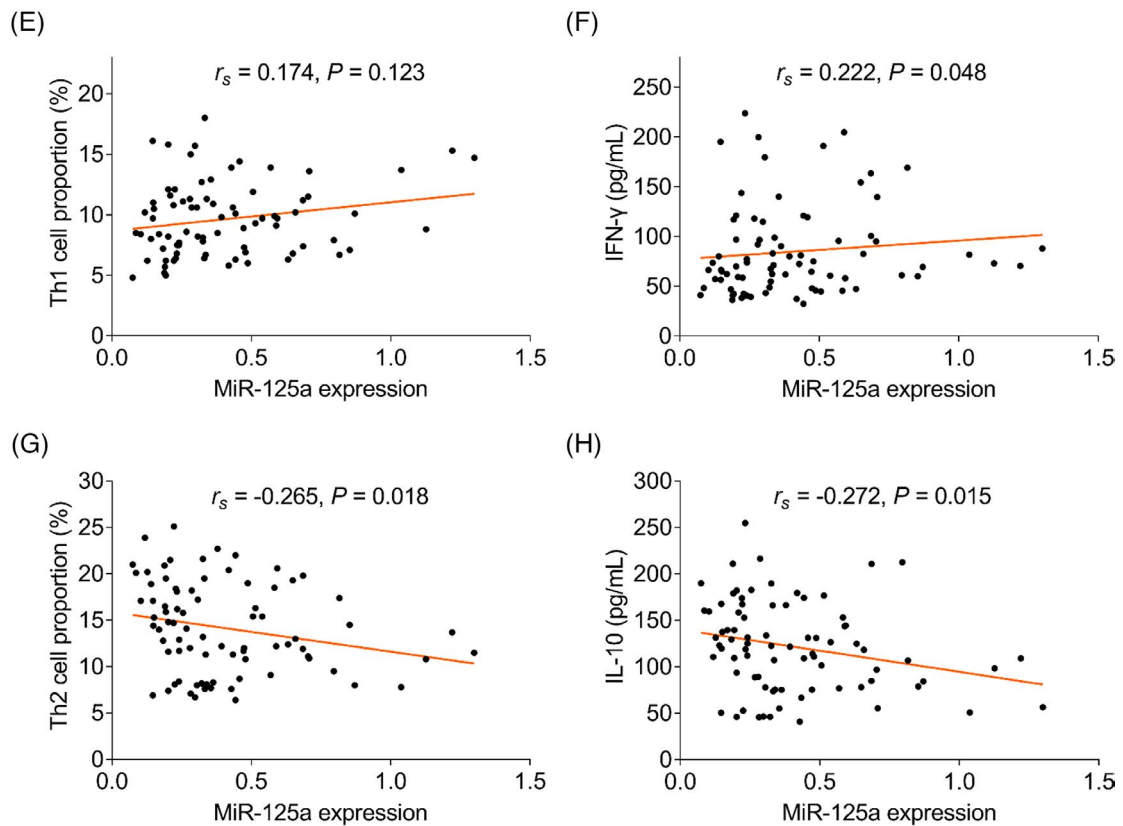 (E)
r_s = 0.174, P = 0.123
Th1 cell proportion (%)
20
15
10
5
0
0.0 0.5 1.0 1.5
MiR-125a expression
(F)
r_s = 0.222, P = 0.048
IFN-γ (pg/mL)
250
200
150
100
50
0
0.0 0.5 1.0 1.5
MiR-125a expression
(G)
r_s = -0.265, P = 0.018
Th2 cell proportion (%)
30
25
20
15
10
5
0
0.0 0.5 1.0 1.5
MiR-125a expression
(H)
r_s = -0.272, P = 0.015
IL-10 (pg/mL)
300
250
200
150
100
50
0
0.0 0.5 1.0 1.5
MiR-125a expression